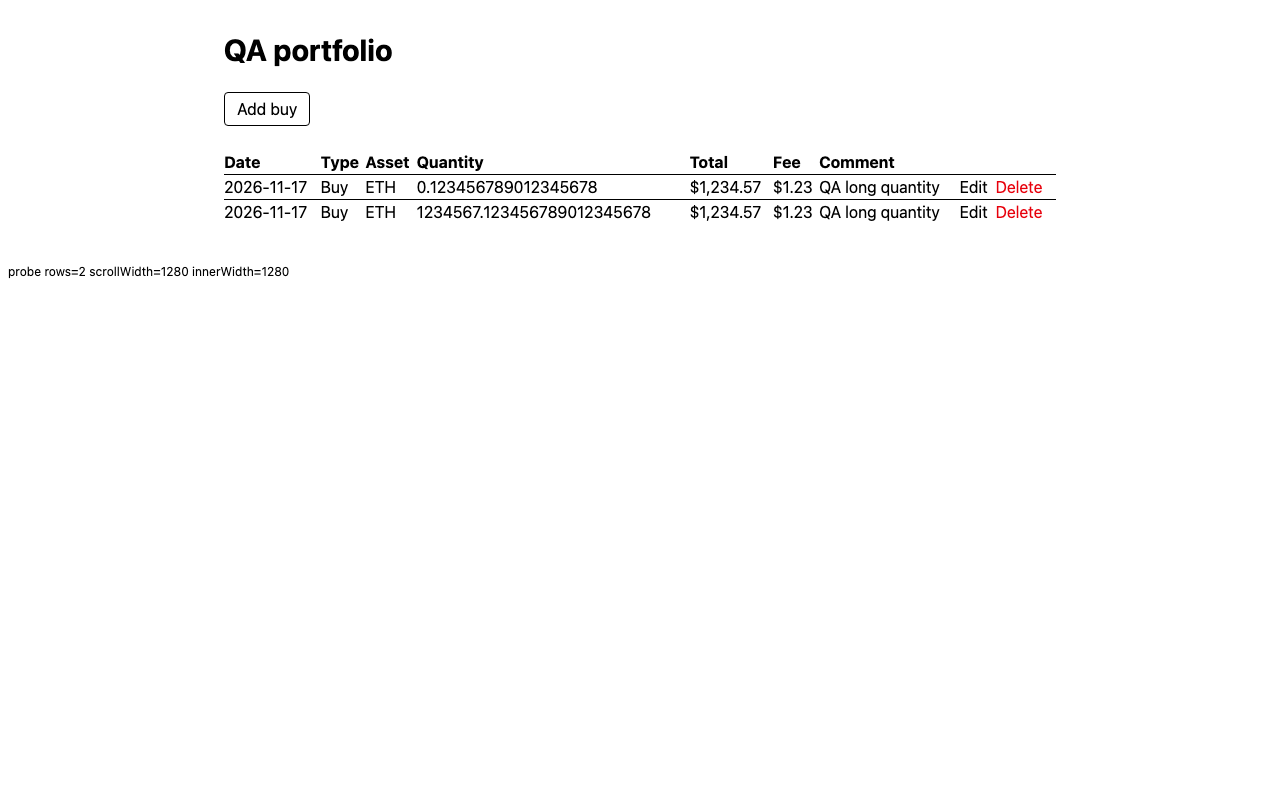 QA portfolio
Add buy
Date Type Asset Quantity Total Fee Comment
2026-11-17 Buy ETH 0.123456789012345678 $1,234.57 $1.23 QA long quantity Edit Delete
2026-11-17 Buy ETH 1234567.123456789012345678 $1,234.57 $1.23 QA long quantity Edit Delete
probe rows=2 scrollWidth=1280 innerWidth=1280